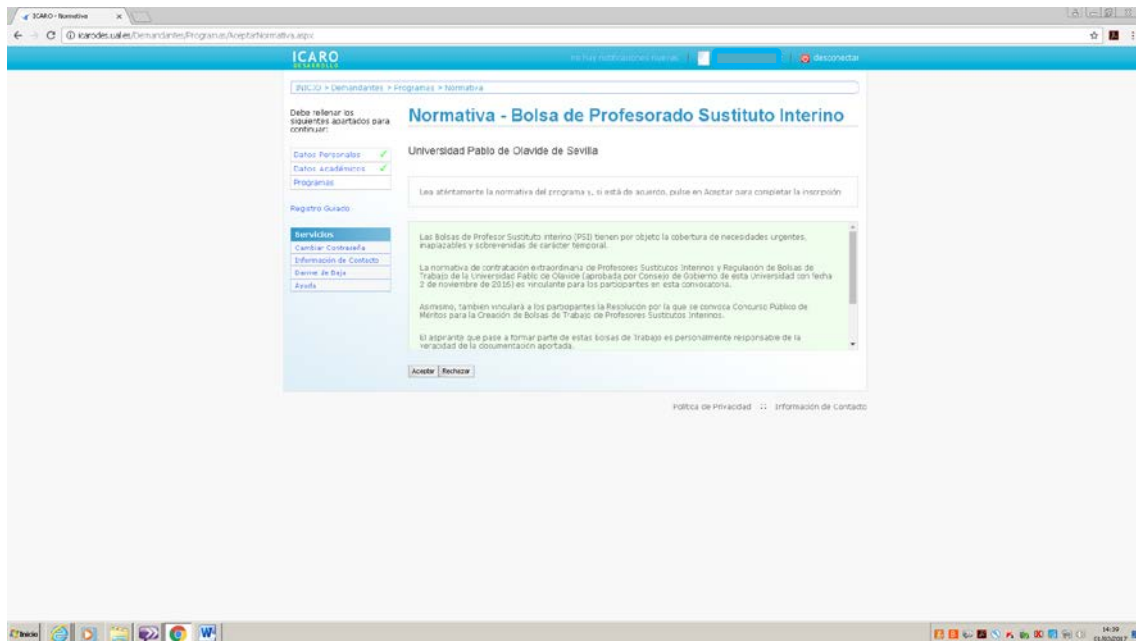 ICARO - Normativa
icarodes.ual.es/Demandantes/Programas/AceptarNormativa.aspx
ICARO
DESARROLLO
no hay notificaciones nuevas
desconectar
INICIO > Demandantes > Programas > Normativa
Debe rellenar los
siguientes apartados para
continuar:
Datos Personales
Datos Académicos
Programas
Registro Guiado
Servicios
Cambiar Contraseña
Información de Contacto
Darme de Baja
Ayuda
Normativa - Bolsa de Profesorado Sustituto Interino
Universidad Pablo de Olavide de Sevilla
Lea atentamente la normativa del programa y, si está de acuerdo, pulse en Aceptar para completar la inscripción
Las Bolsas de Profesor Sustituto Interino (PSI) tienen por objeto la cobertura de necesidades urgentes,
inaplazables y sobrevenidas de carácter temporal.
La normativa de contratación extraordinaria de Profesores Sustitutos Internos y Regulación de Bolsas de
Trabajo de la Universidad Pablo de Olavide (aprobada por Consejo de Gobierno de esta Universidad con fecha
2 de noviembre de 2016) es vinculante para los participantes en esta convocatoria.
Asimismo, también vinculará a los participantes la Resolución por la que se convoca Concurso Público de
Méritos para la Creación de Bolsas de Trabajo de Profesores Sustitutos Interinos.
El aspirante que pase a formar parte de estas bolsas de Trabajo es personalmente responsable de la
veracidad de la documentación aportada.
Aceptar Rechazar
Política de Privacidad :: Información de Contacto
Inicio
14:39
01/03/2017